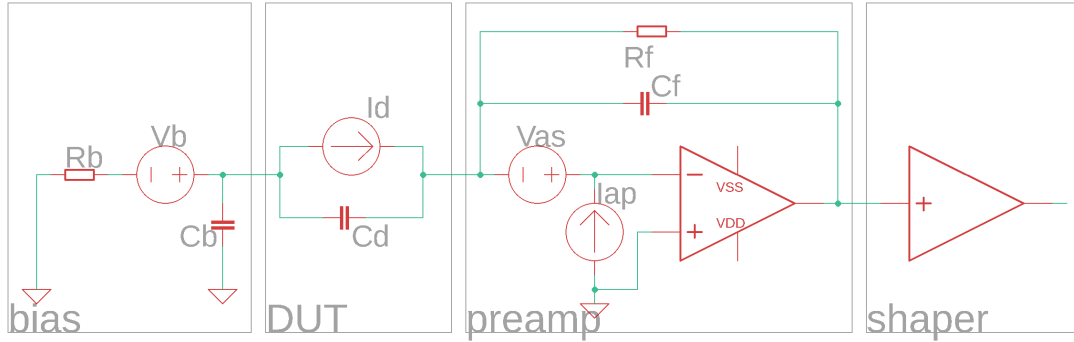 Rb
Vb
Cb
bias
Id
Cd
DUT
Rf
Cf
Vas
Iap
VSS
VDD
preamp
shaper